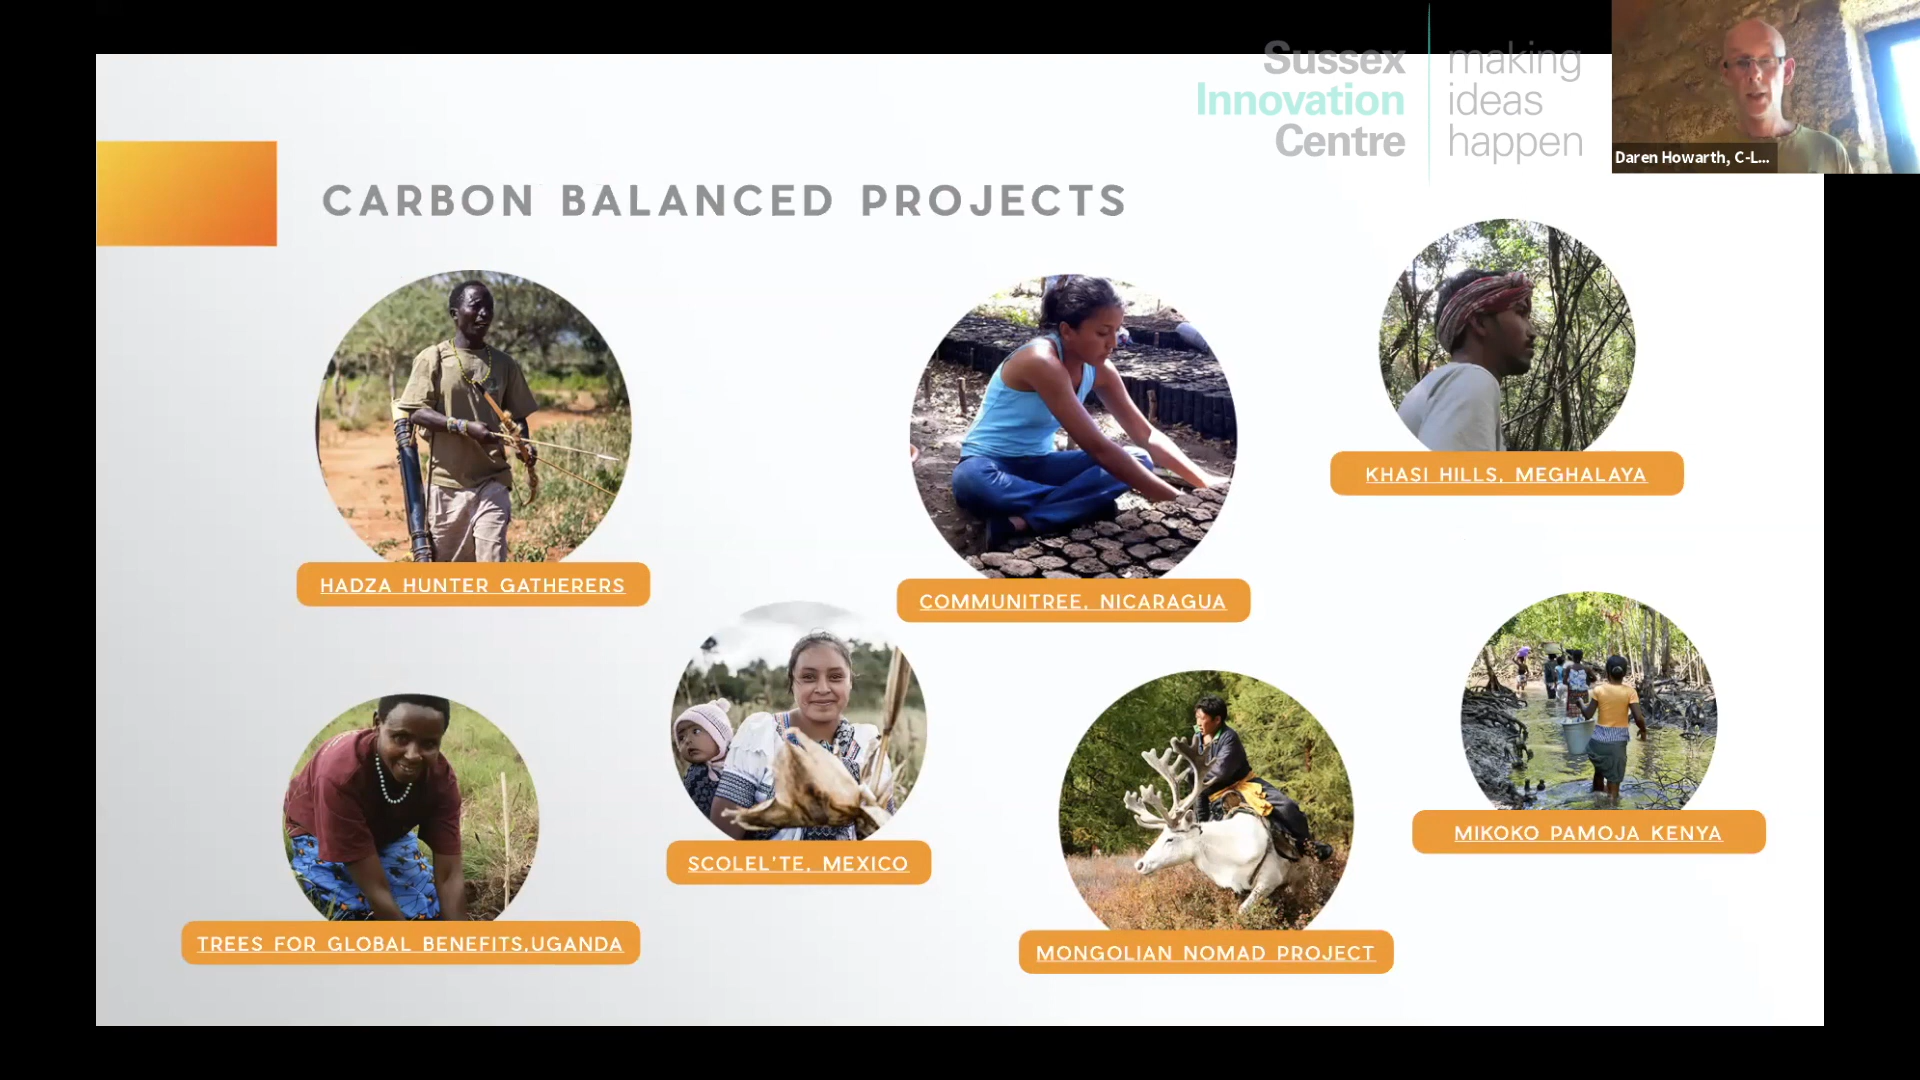 Sussex
Innovation
Centre
making
ideas
happen
Daren Howarth, C-L...
CARBON BALANCED PROJECTS
KHASI HILLS, MEGHALAYA
HADZA HUNTER GATHERERS
COMMUNITREE, NICARAGUA
MIKOKO PAMOJA KENYA
SCOLEL'TE, MEXICO
TREES FOR GLOBAL BENEFITS,UGANDA
MONGOLIAN NOMAD PROJECT